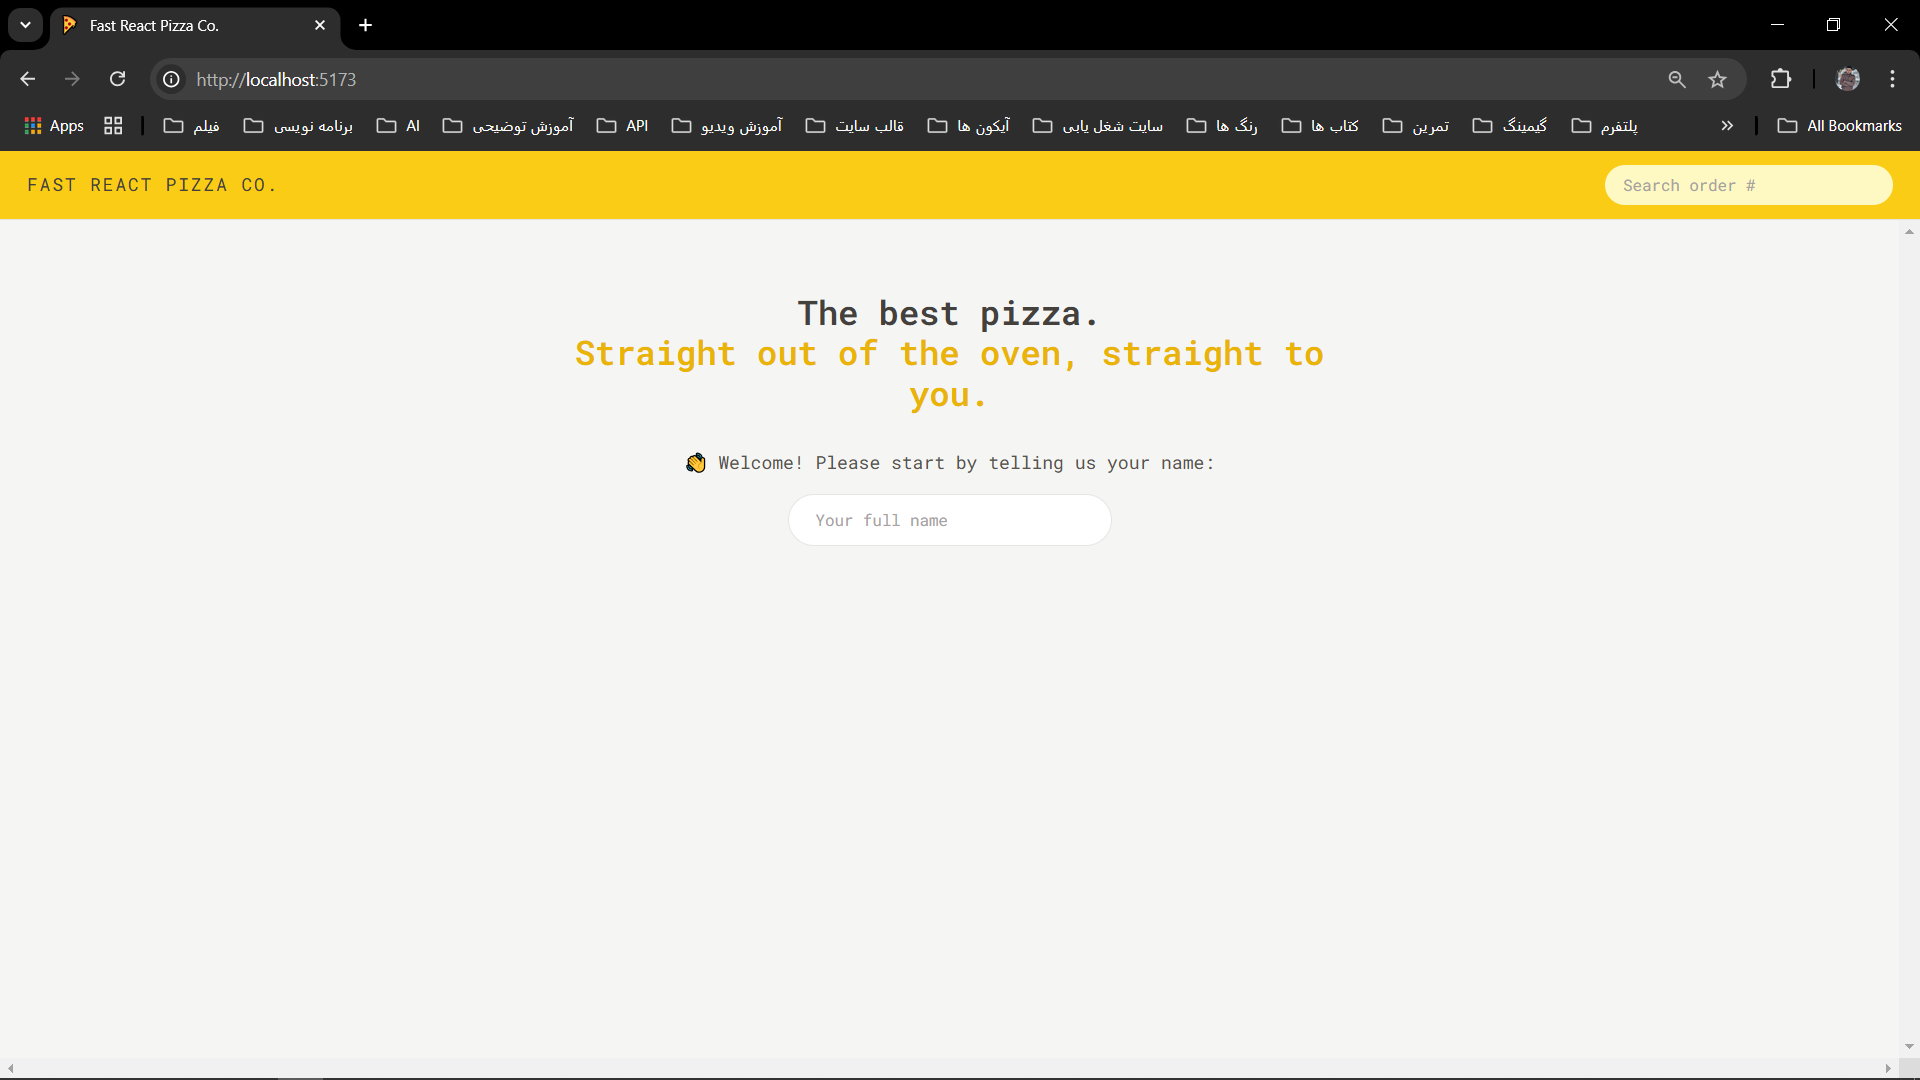 Fast React Pizza Co.
http://localhost:5173
Apps
فیلم
برنامه نویسی
AI
آموزش توضیحی
API
آموزش ویدیو
قالب سایت
آیکون ها
سایت شغل یابی
رنگ ها
کتاب ها
تمرین
گیمینگ
پلتفرم
All Bookmarks
FAST REACT PIZZA CO.
Search order #
The best pizza.
Straight out of the oven, straight to
you.
👋 Welcome! Please start by telling us your name:
Your full name